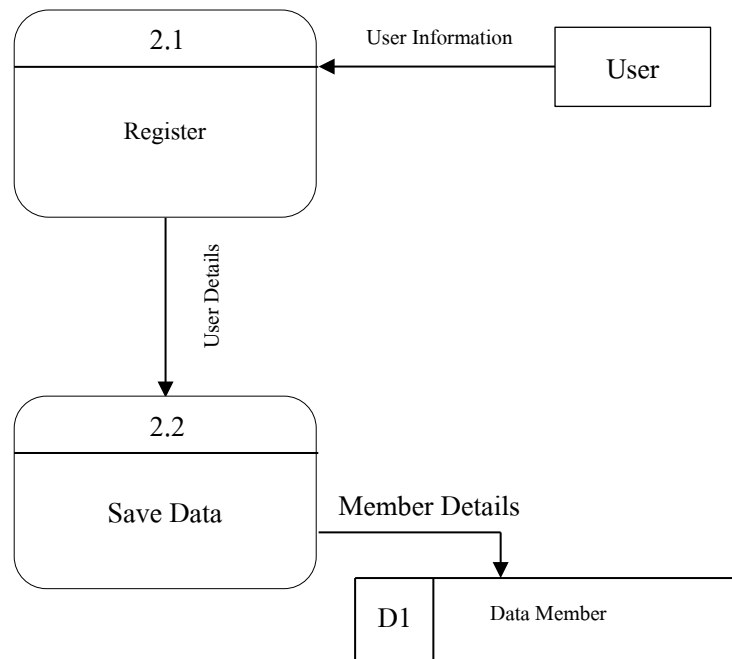 2.1
User Information
User
Register
User Details
2.2
Save Data
Member Details
D1
Data Member